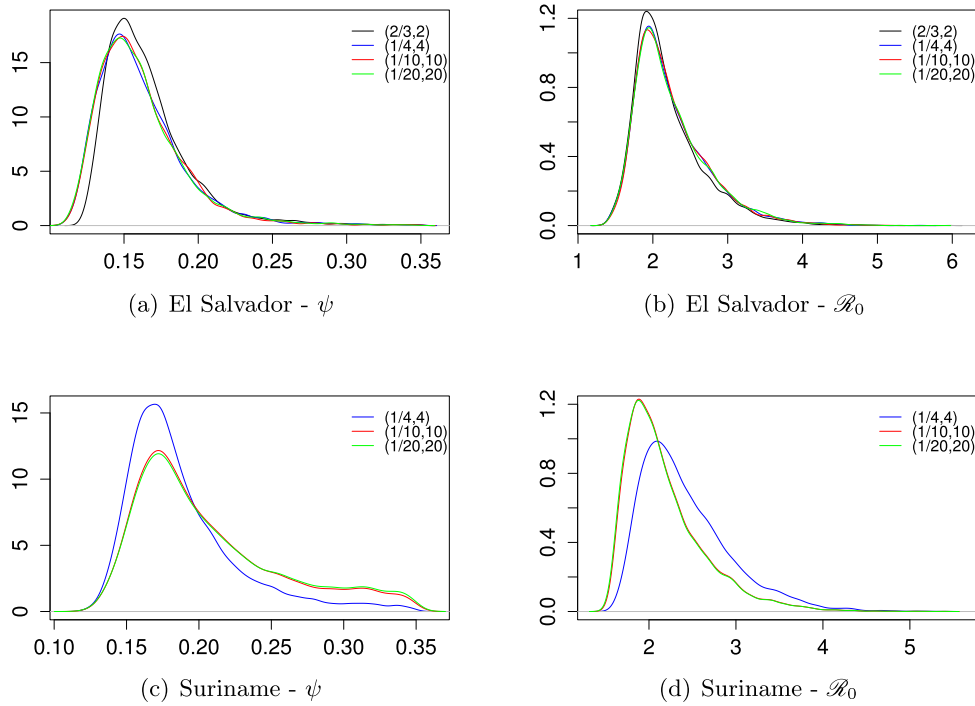 (2/3,2)
(1/4,4)
(1/10,10)
(1/20,20)
0 5 10 15
0.15 0.20 0.25 0.30 0.35
(a) El Salvador - ψ
(2/3,2)
(1/4,4)
(1/10,10)
(1/20,20)
0.0 0.4 0.8 1.2
1 2 3 4 5 6
(b) El Salvador - ℛ₀
(1/4,4)
(1/10,10)
(1/20,20)
0 5 10 15
0.10 0.15 0.20 0.25 0.30 0.35
(c) Suriname - ψ
(1/4,4)
(1/10,10)
(1/20,20)
0.0 0.4 0.8 1.2
2 3 4 5
(d) Suriname - ℛ₀